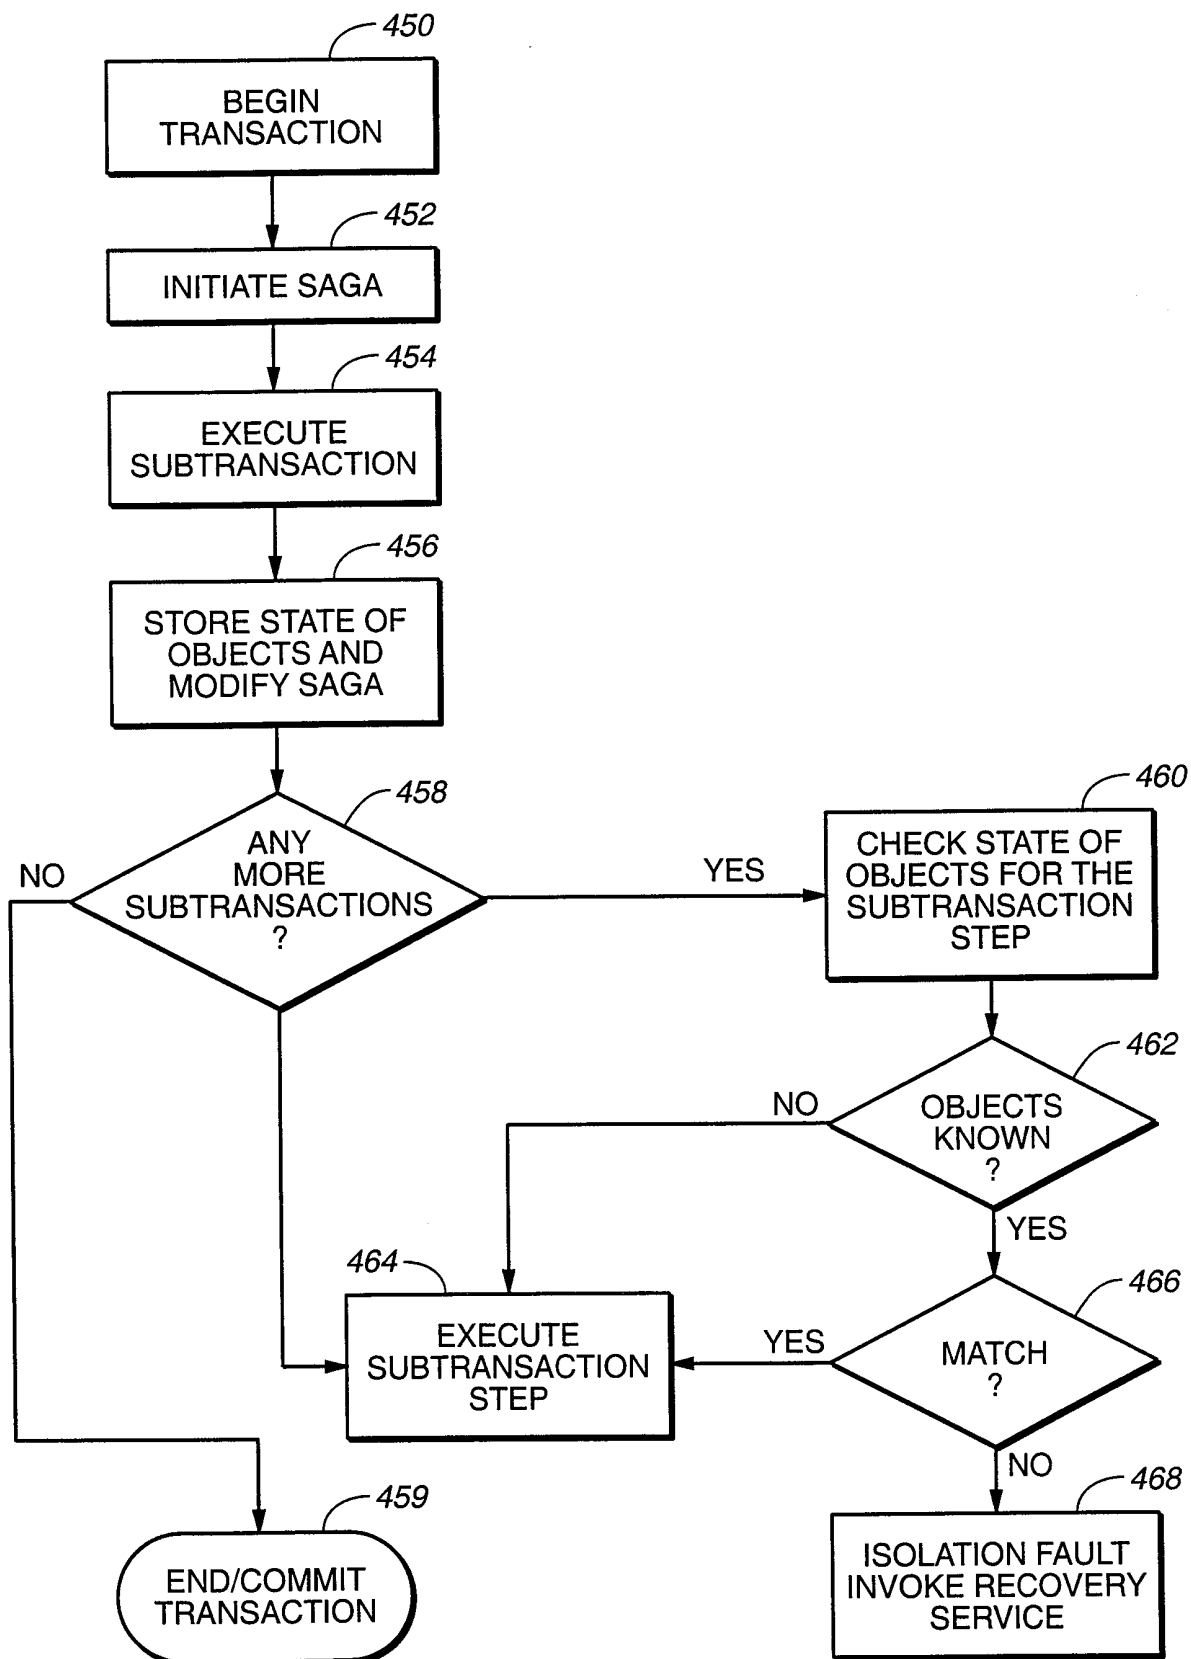 450
BEGIN
TRANSACTION
452
INITIATE SAGA
454
EXECUTE
SUBTRANSACTION
456
STORE STATE OF
OBJECTS AND
MODIFY SAGA
458
ANY
MORE
SUBTRANSACTIONS
?
NO
YES
460
CHECK STATE OF
OBJECTS FOR THE
SUBTRANSACTION
STEP
462
OBJECTS
KNOWN
?
NO
YES
464
EXECUTE
SUBTRANSACTION
STEP
466
MATCH
?
YES
NO
459
END/COMMIT
TRANSACTION
468
ISOLATION FAULT
INVOKE RECOVERY
SERVICE